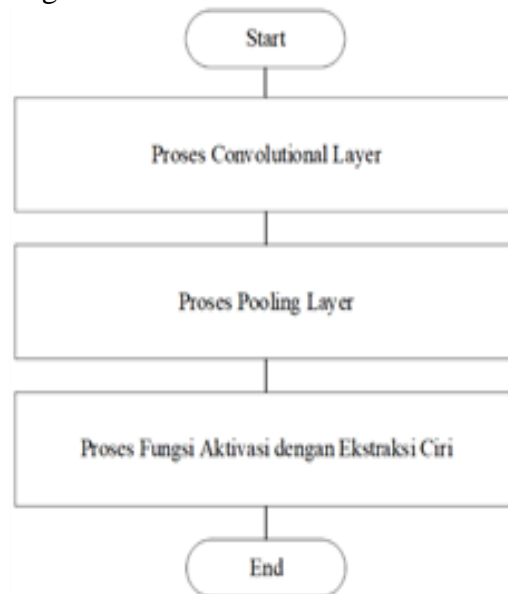 Start
Proses Convolutional Layer
Proses Pooling Layer
Proses Fungsi Aktivasi dengan Ekstraksi Ciri
End